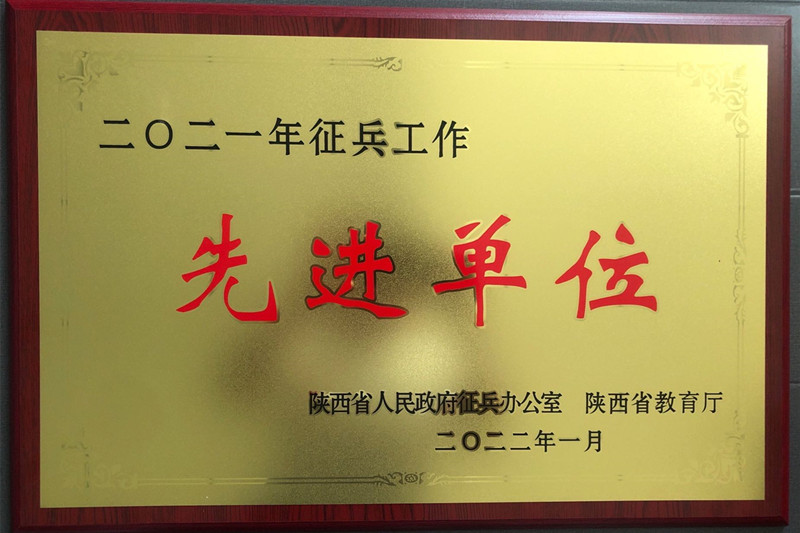 二〇二一年征兵工作
先进单位
陕西省人民政府征兵办公室 陕西省教育厅
二〇二二年一月